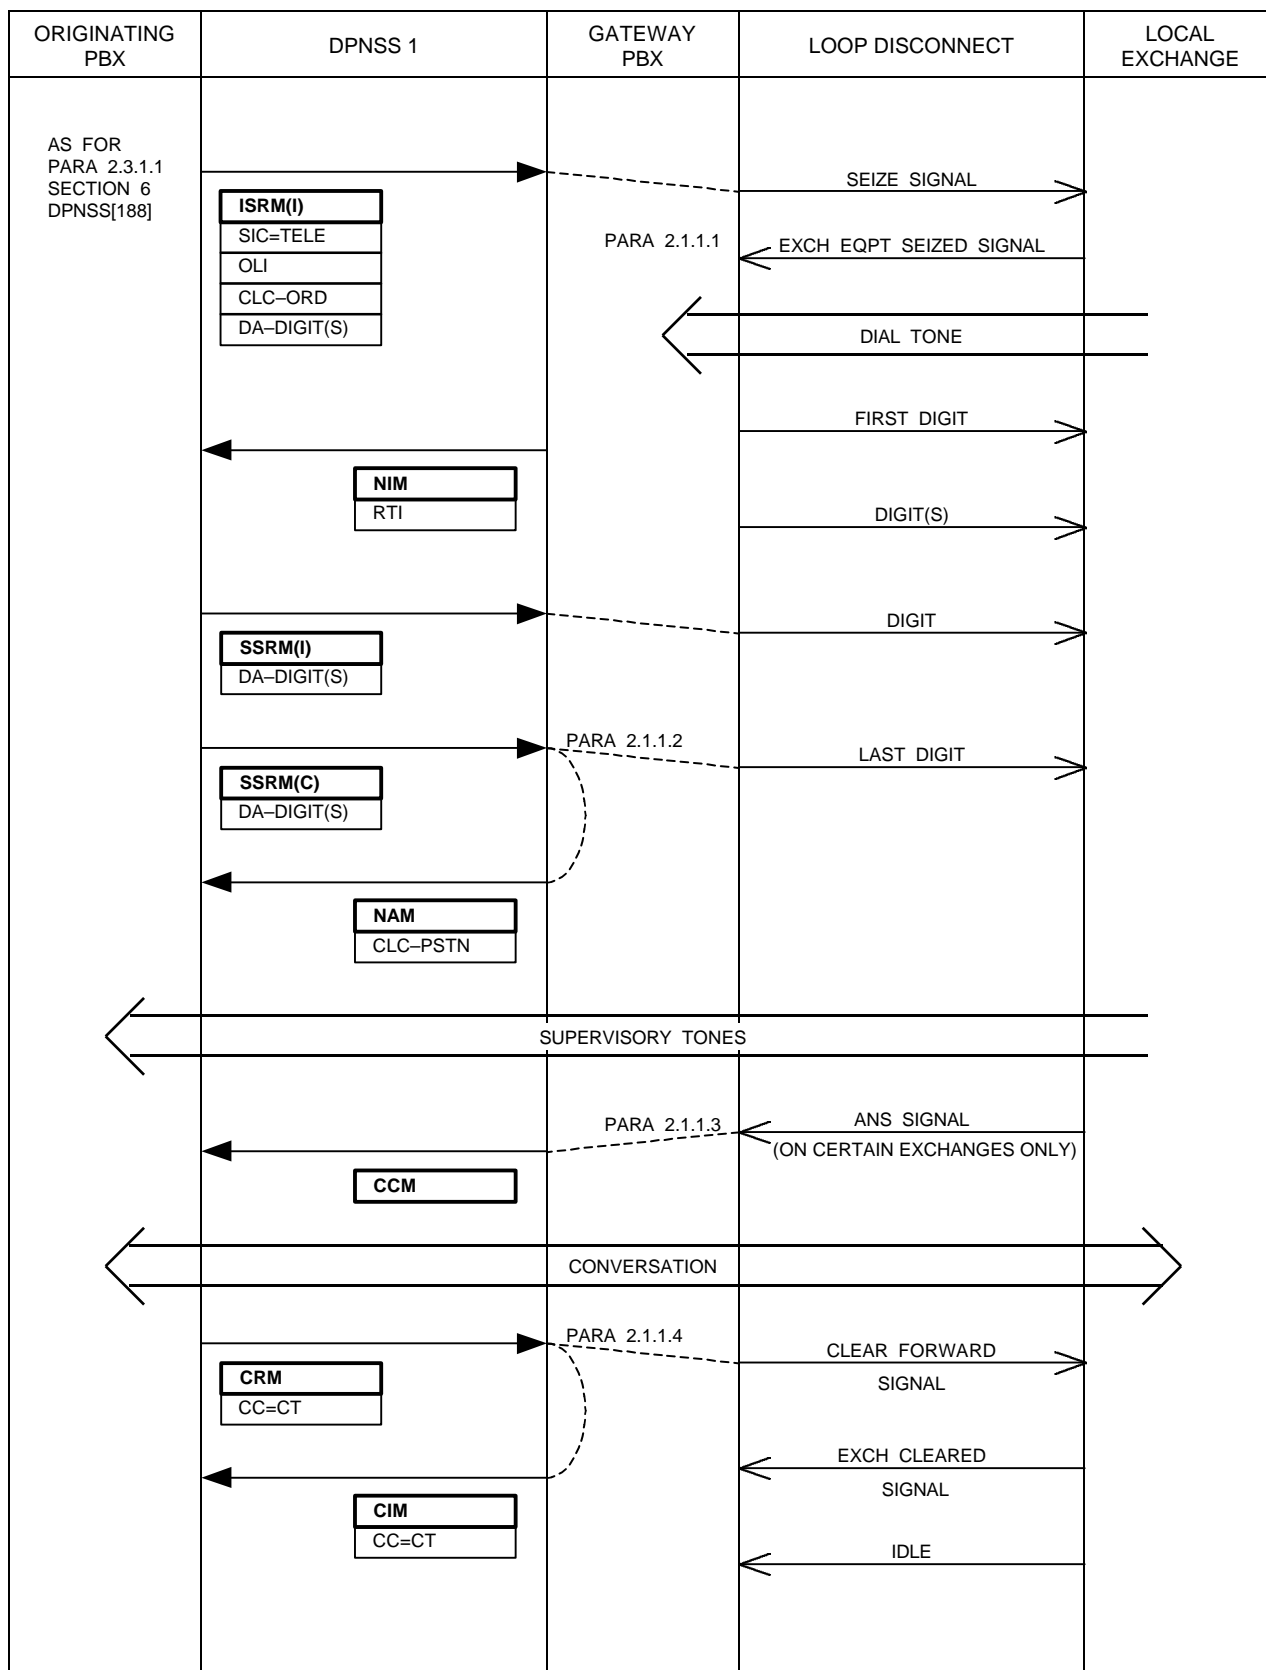 ORIGINATING
PBX
DPNSS 1
GATEWAY
PBX
LOOP DISCONNECT
LOCAL
EXCHANGE
AS FOR
PARA 2.3.1.1
SECTION 6
DPNSS[188]
SEIZE SIGNAL
ISRM(I)
SIC=TELE
OLI
CLC–ORD
DA–DIGIT(S)
PARA 2.1.1.1
EXCH EQPT SEIZED SIGNAL
DIAL TONE
FIRST DIGIT
NIM
RTI
DIGIT(S)
DIGIT
SSRM(I)
DA–DIGIT(S)
PARA 2.1.1.2
LAST DIGIT
SSRM(C)
DA–DIGIT(S)
NAM
CLC–PSTN
SUPERVISORY TONES
PARA 2.1.1.3
ANS SIGNAL
(ON CERTAIN EXCHANGES ONLY)
CCM
CONVERSATION
PARA 2.1.1.4
CLEAR FORWARD
SIGNAL
CRM
CC=CT
EXCH CLEARED
SIGNAL
CIM
CC=CT
IDLE